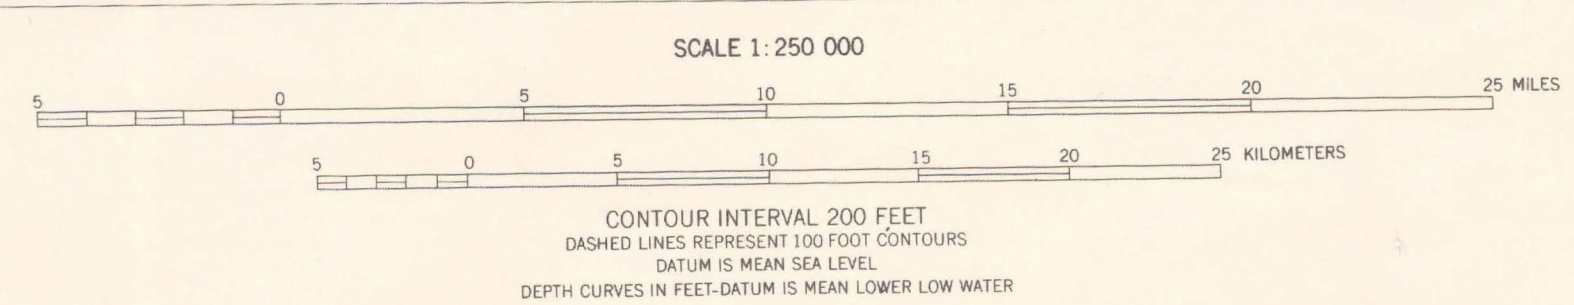 SCALE 1:250 000
5 0 5 10 15 20 25 MILES
5 0 5 10 15 20 25 KILOMETERS
CONTOUR INTERVAL 200 FEET
DASHED LINES REPRESENT 100 FOOT CONTOURS
DATUM IS MEAN SEA LEVEL
DEPTH CURVES IN FEET-DATUM IS MEAN LOWER LOW WATER